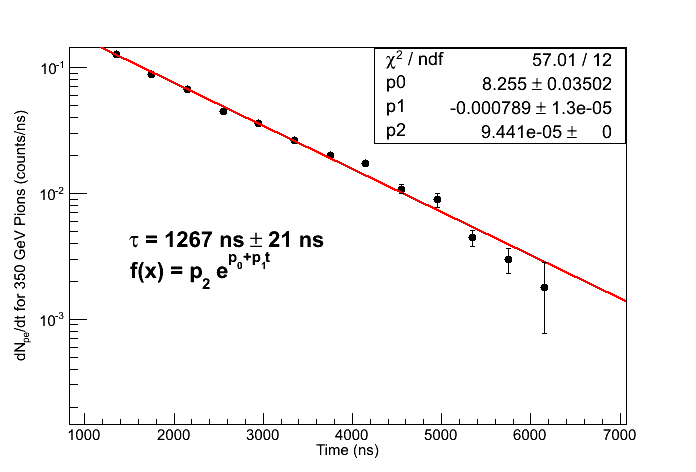 χ² / ndf 57.01 / 12
p0 8.255 ± 0.03502
p1 -0.000789 ± 1.3e-05
p2 9.441e-05 ± 0
10⁻¹
10⁻²
10⁻³
dNₚₑ/dt for 350 GeV Pions (counts/ns)
τ = 1267 ns ± 21 ns
f(x) = p₂ e^(p₀+p₁t)
1000 2000 3000 4000 5000 6000 7000
Time (ns)